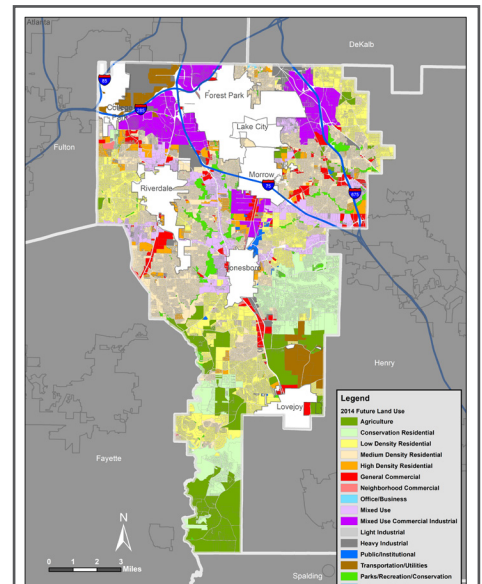 Atlanta
DeKalb
85
Forest Park
College
Lake City
Fulton
Morrow
Riverdale
75
675
Jonesboro
Henry
Lovejoy
Fayette
N
0 1 2 3
Miles
Spalding
Legend
2014 Future Land Use
Agriculture
Conservation Residential
Low Density Residential
Medium Density Residential
High Density Residential
General Commercial
Neighborhood Commercial
Office/Business
Mixed Use
Mixed Use Commercial Industrial
Light Industrial
Heavy Industrial
Public/Institutional
Transportation/Utilities
Parks/Recreation/Conservation